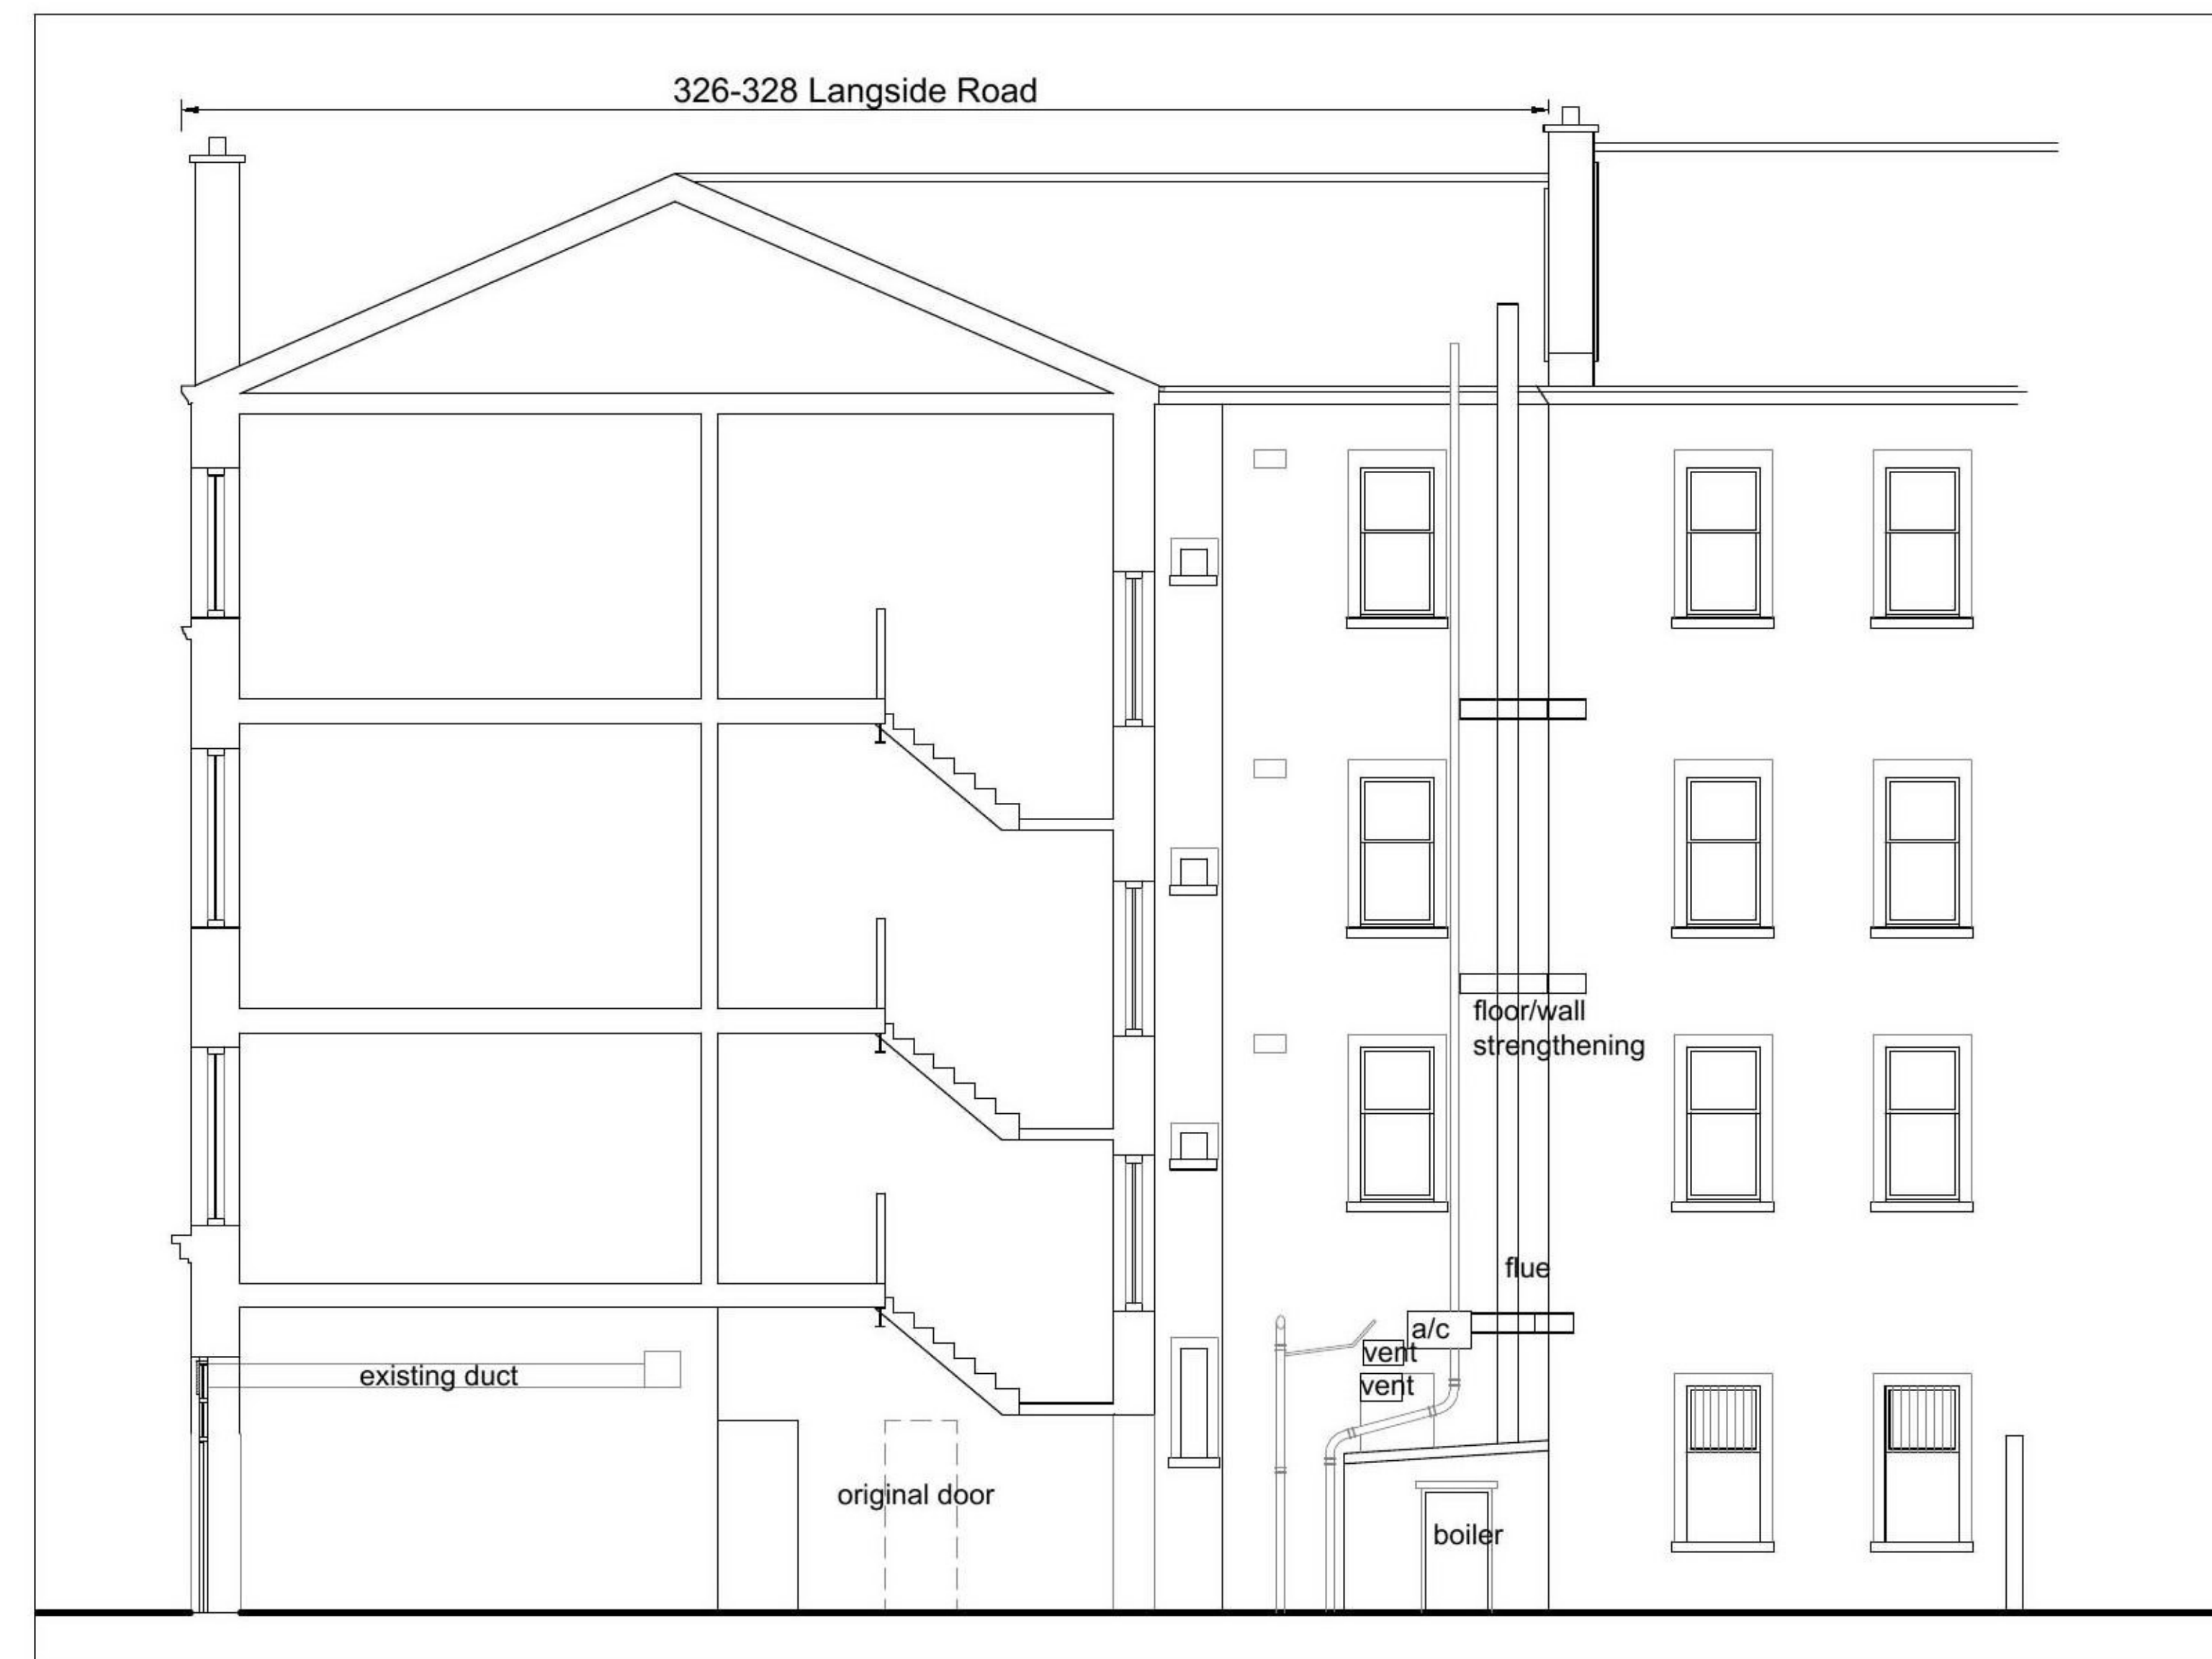 326-328 Langside Road
floor/wall
strengthening
flue
a/c
vent
vent
existing duct
original door
boiler